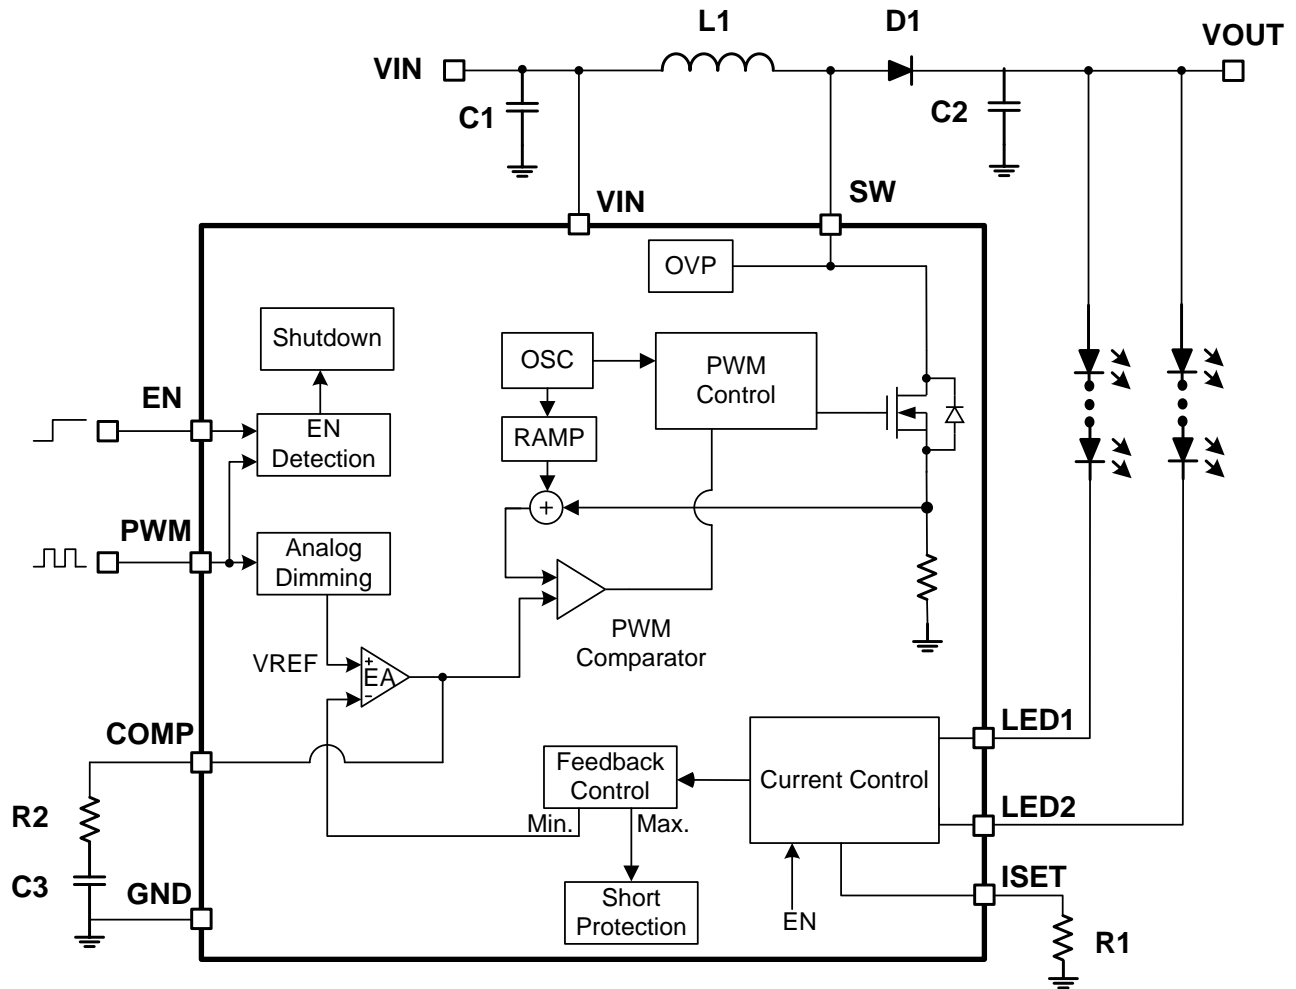 L1
D1
VOUT
VIN
C1
C2
VIN
SW
OVP
Shutdown
OSC
PWM
Control
EN
EN
Detection
RAMP
+
PWM
Analog
Dimming
PWM
Comparator
VREF
+
EA
-
COMP
LED1
Feedback
Control
Current Control
R2
Min.
Max.
LED2
C3
GND
Short
Protection
EN
ISET
R1